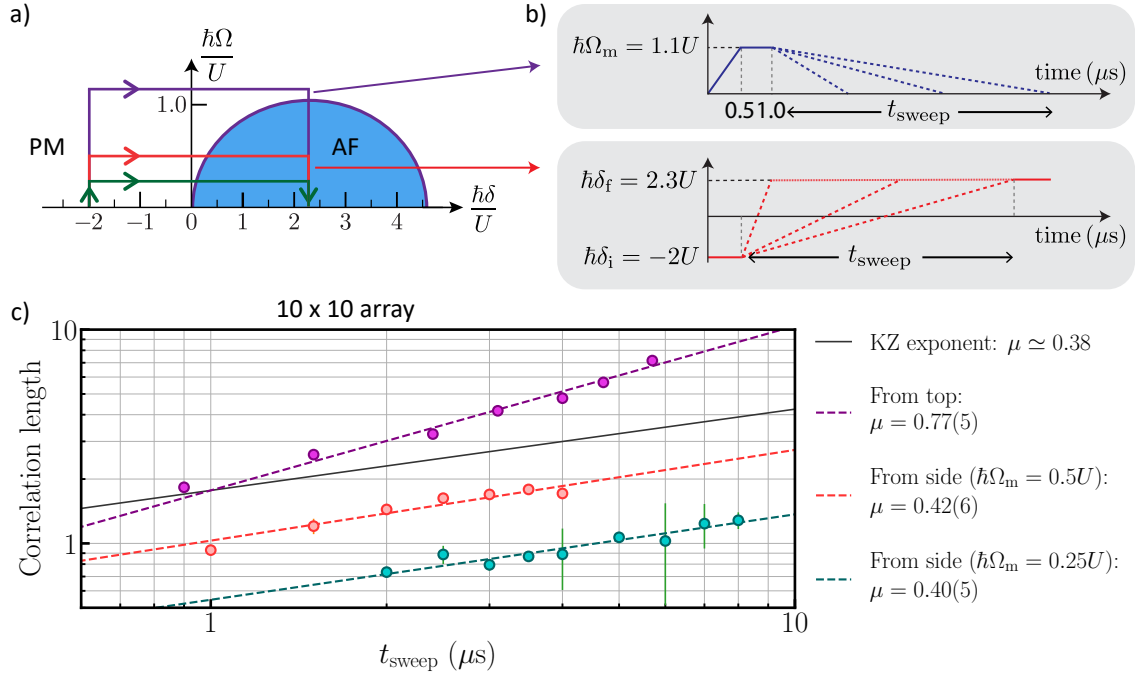 a)
ħΩ
U
1.0
PM
AF
−2 −1 0 1 2 3 4
ħδ
U
b)
ħΩm = 1.1U
time (μs)
0.51.0
tsweep
ħδf = 2.3U
time (μs)
ħδi = −2U
tsweep
c)
10 x 10 array
10
1
Correlation length
1 10
tsweep (μs)
KZ exponent: μ ≃ 0.38
From top:
μ = 0.77(5)
From side (ħΩm = 0.5U):
μ = 0.42(6)
From side (ħΩm = 0.25U):
μ = 0.40(5)